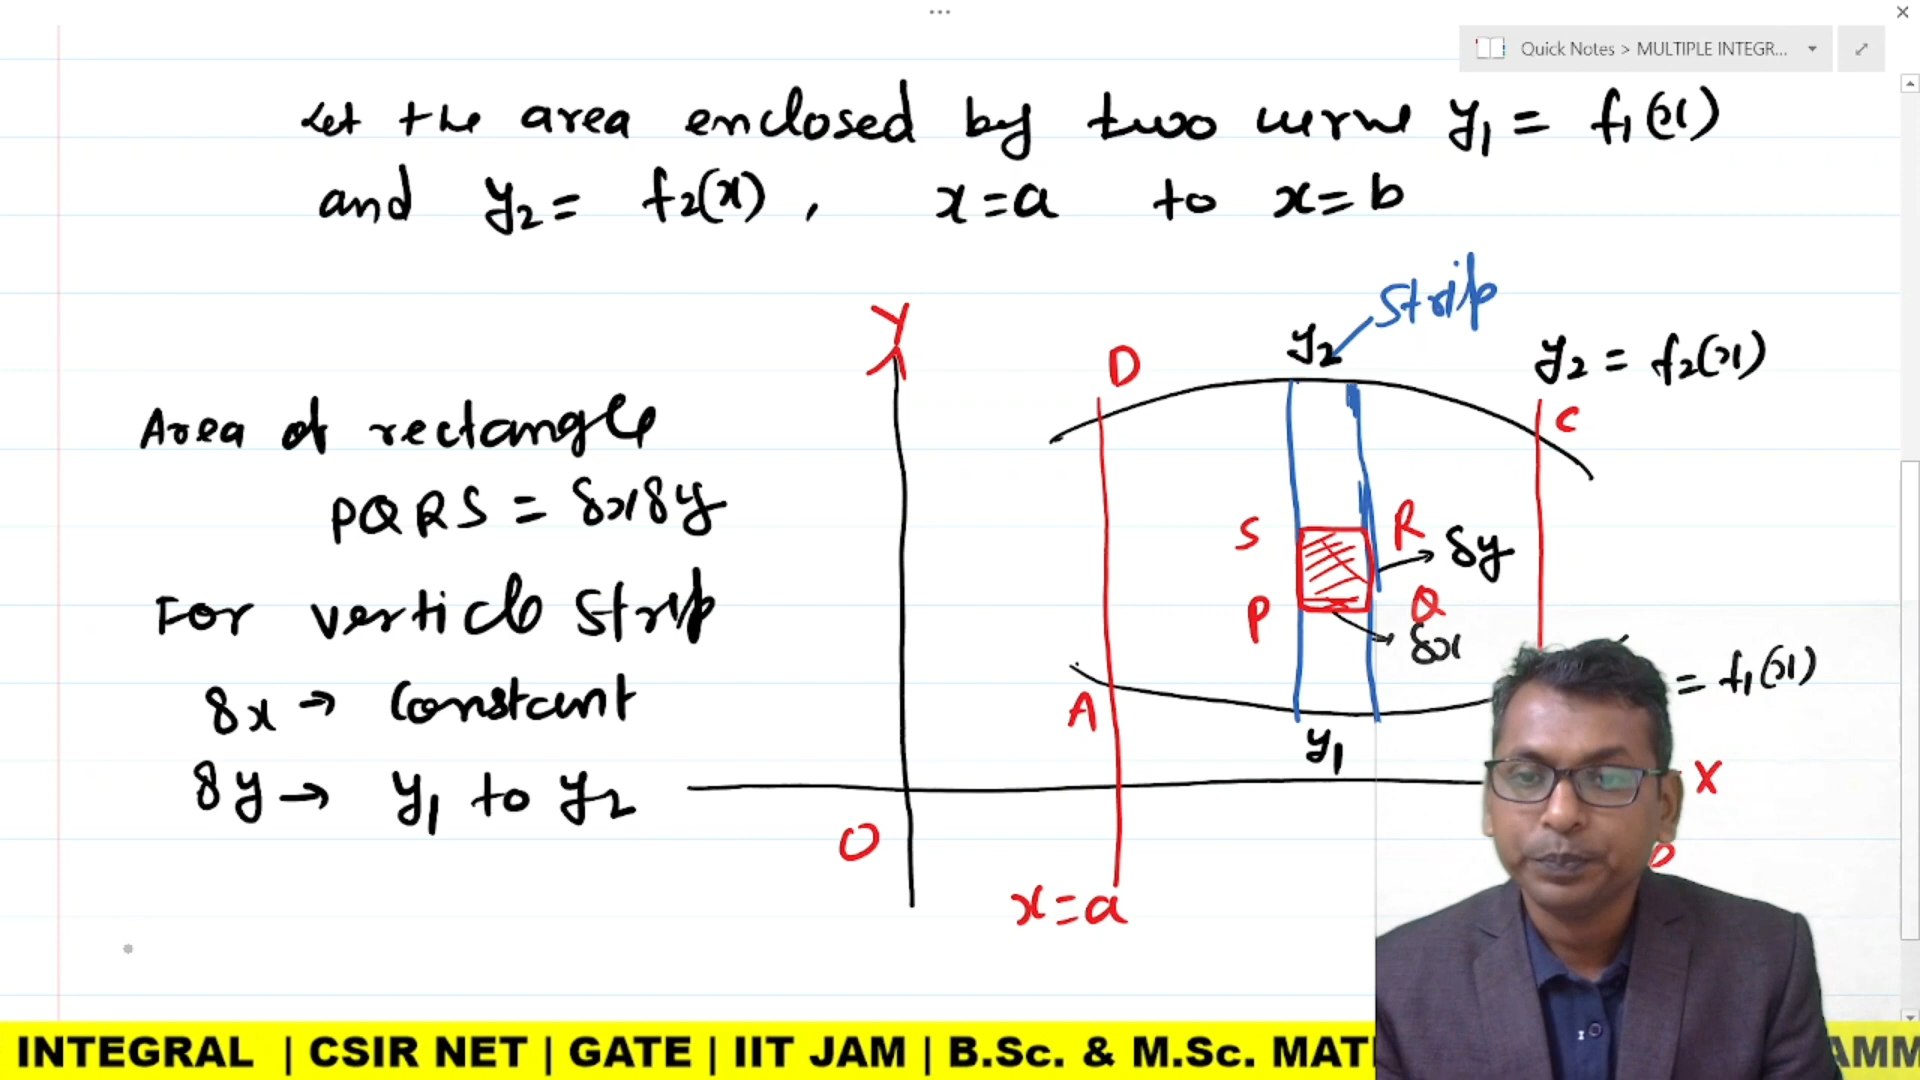 Quick Notes > MULTIPLE INTEGR...
Let the area enclosed by two curve y₁ = f₁(x)
and y₂ = f₂(x), x=a to x=b
Strip
Y
D
y₂
y₂ = f₂(x)
C
Area of rectangle
PQRS = δxδy
S
R
δy
P
Q
δx
For verticle Strip
= f₁(x)
δx → Constant
A
y₁
δy → y₁ to y₂
X
O
x=a
INTEGRAL | CSIR NET | GATE | IIT JAM | B.Sc. & M.Sc. MAT
AMM